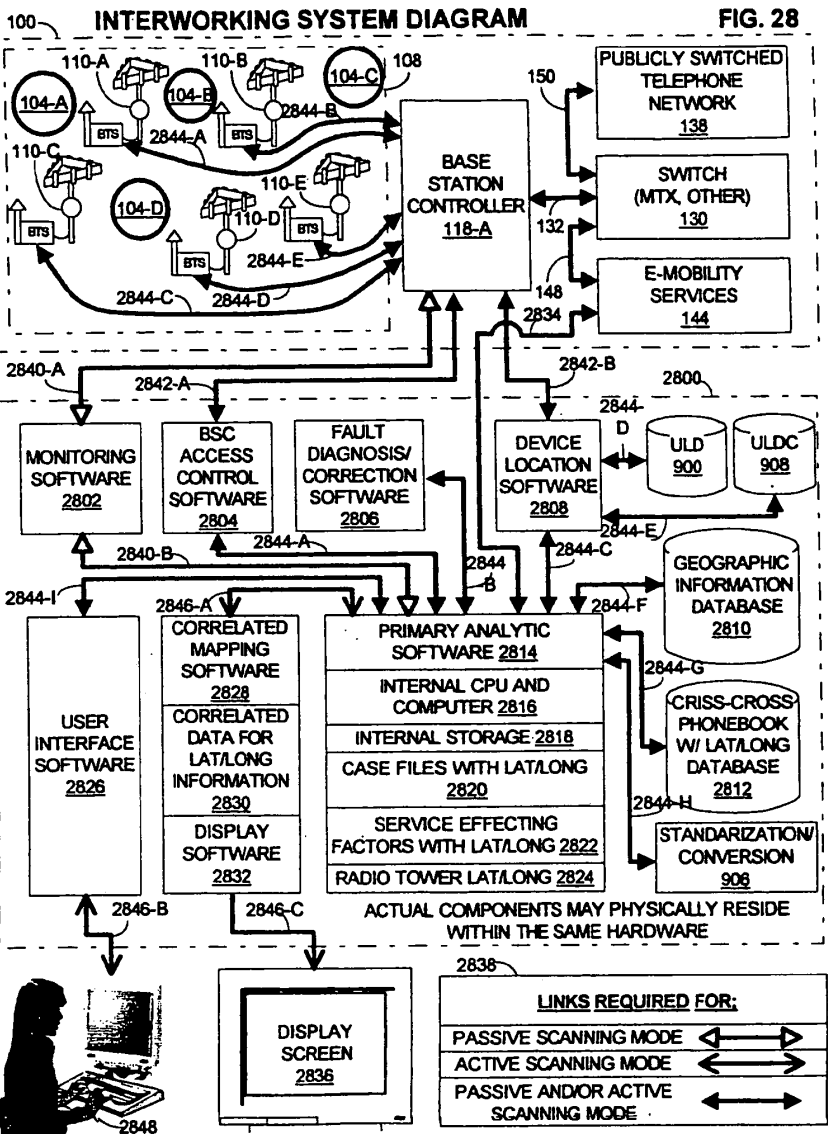 100
INTERWORKING SYSTEM DIAGRAM
FIG. 28
110-A
110-B
104-C
108
104-A
104-B
2844-B
BTS
BTS
2844-A
110-C
110-E
104-D
110-D
BTS
BTS
BTS
2844-E
2844-C
2844-D
BASE
STATION
CONTROLLER
118-A
150
PUBLICLY SWITCHED
TELEPHONE
NETWORK
138
SWITCH
(MTX, OTHER)
130
132
148
E-MOBILITY
SERVICES
144
2834
2840-A
2842-A
2842-B
2800
MONITORING
SOFTWARE
2802
BSC
ACCESS
CONTROL
SOFTWARE
2804
FAULT
DIAGNOSIS/
CORRECTION
SOFTWARE
2806
DEVICE
LOCATION
SOFTWARE
2808
2844-
D
ULD
900
ULDC
908
2840-B
2844-A
2844
B
2844-C
2844-E
2844-I
2846-A
2844-F
GEOGRAPHIC
INFORMATION
DATABASE
2810
USER
INTERFACE
SOFTWARE
2826
CORRELATED
MAPPING
SOFTWARE
2828
CORRELATED
DATA FOR
LAT/LONG
INFORMATION
2830
DISPLAY
SOFTWARE
2832
PRIMARY ANALYTIC
SOFTWARE 2814
INTERNAL CPU AND
COMPUTER 2816
INTERNAL STORAGE 2818
CASE FILES WITH LAT/LONG
2820
SERVICE EFFECTING
FACTORS WITH LAT/LONG 2822
RADIO TOWER LAT/LONG 2824
2844-G
CRISS-CROSS
PHONEBOOK
W/ LAT/LONG
DATABASE
2812
2844-H
STANDARIZATION/
CONVERSION
906
2846-B
2846-C
ACTUAL COMPONENTS MAY PHYSICALLY RESIDE
WITHIN THE SAME HARDWARE
2848
DISPLAY
SCREEN
2836
2838
LINKS REQUIRED FOR;
PASSIVE SCANNING MODE
ACTIVE SCANNING MODE
PASSIVE AND/OR ACTIVE
SCANNING MODE